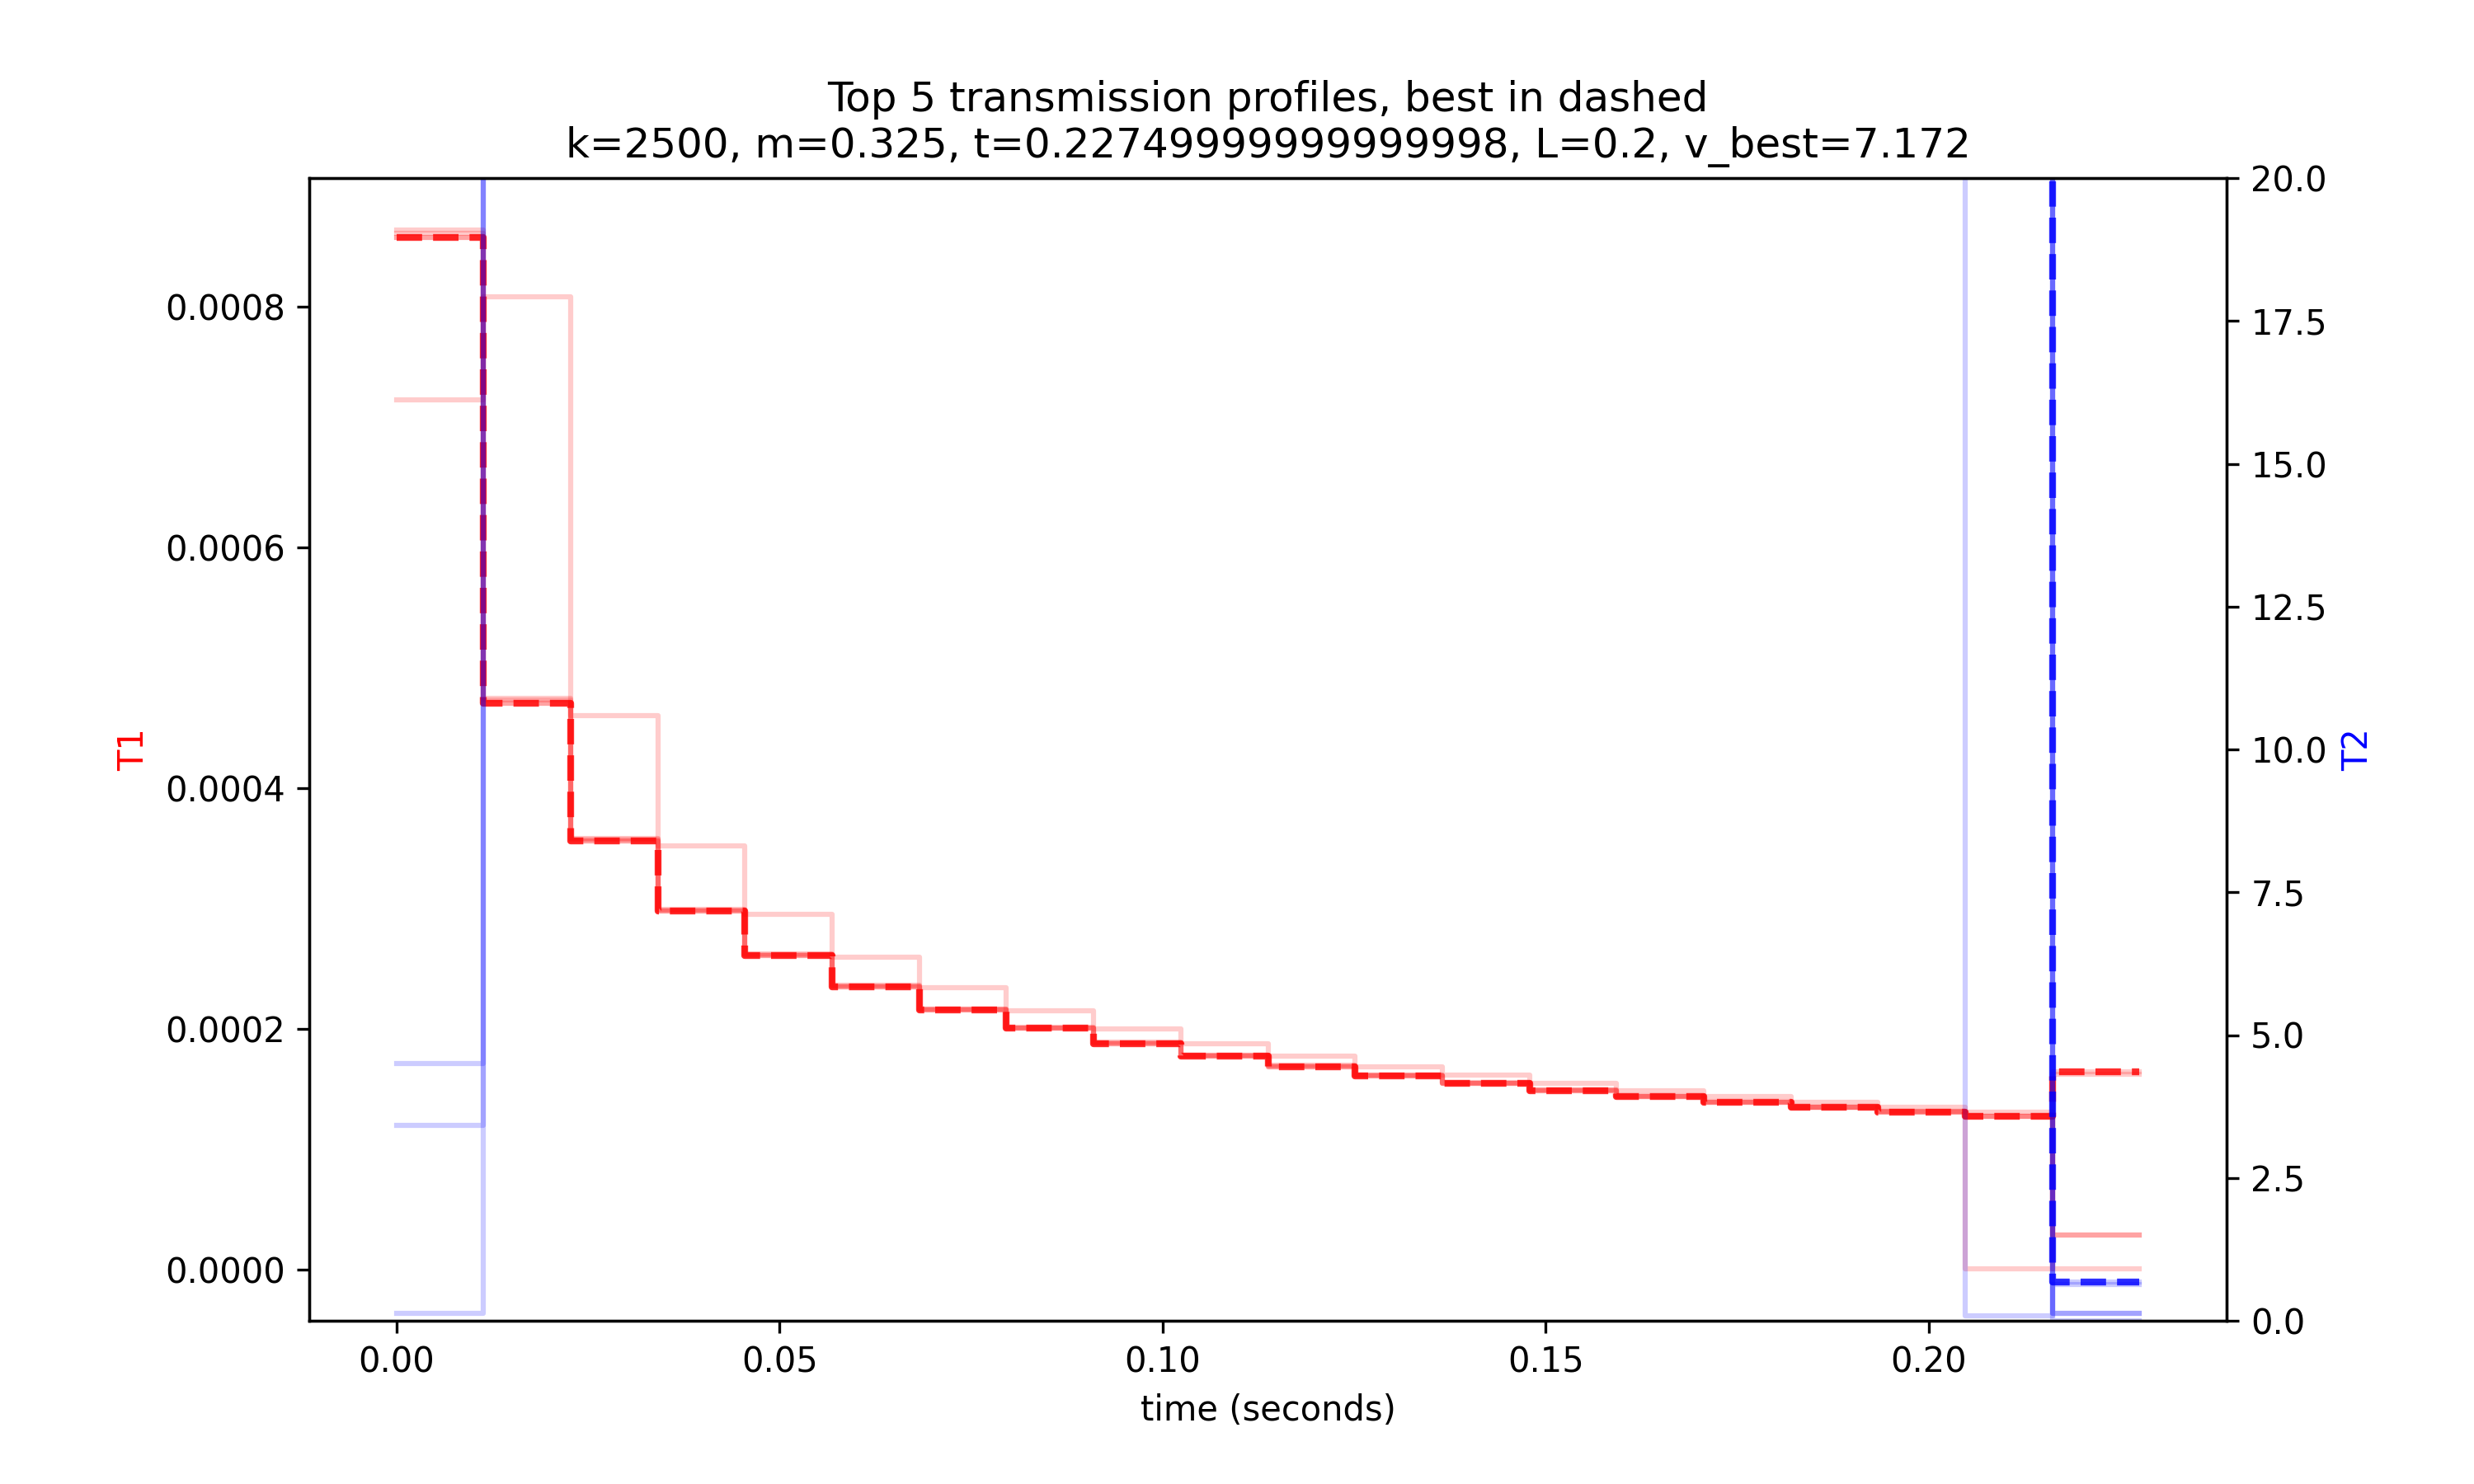 Top 5 transmission profiles, best in dashed
k=2500, m=0.325, t=0.22749999999999998, L=0.2, v_best=7.172
T1
0.0008
0.0006
0.0004
0.0002
0.0000
20.0
17.5
15.0
12.5
10.0
7.5
5.0
2.5
0.0
T2
0.00 0.05 0.10 0.15 0.20
time (seconds)